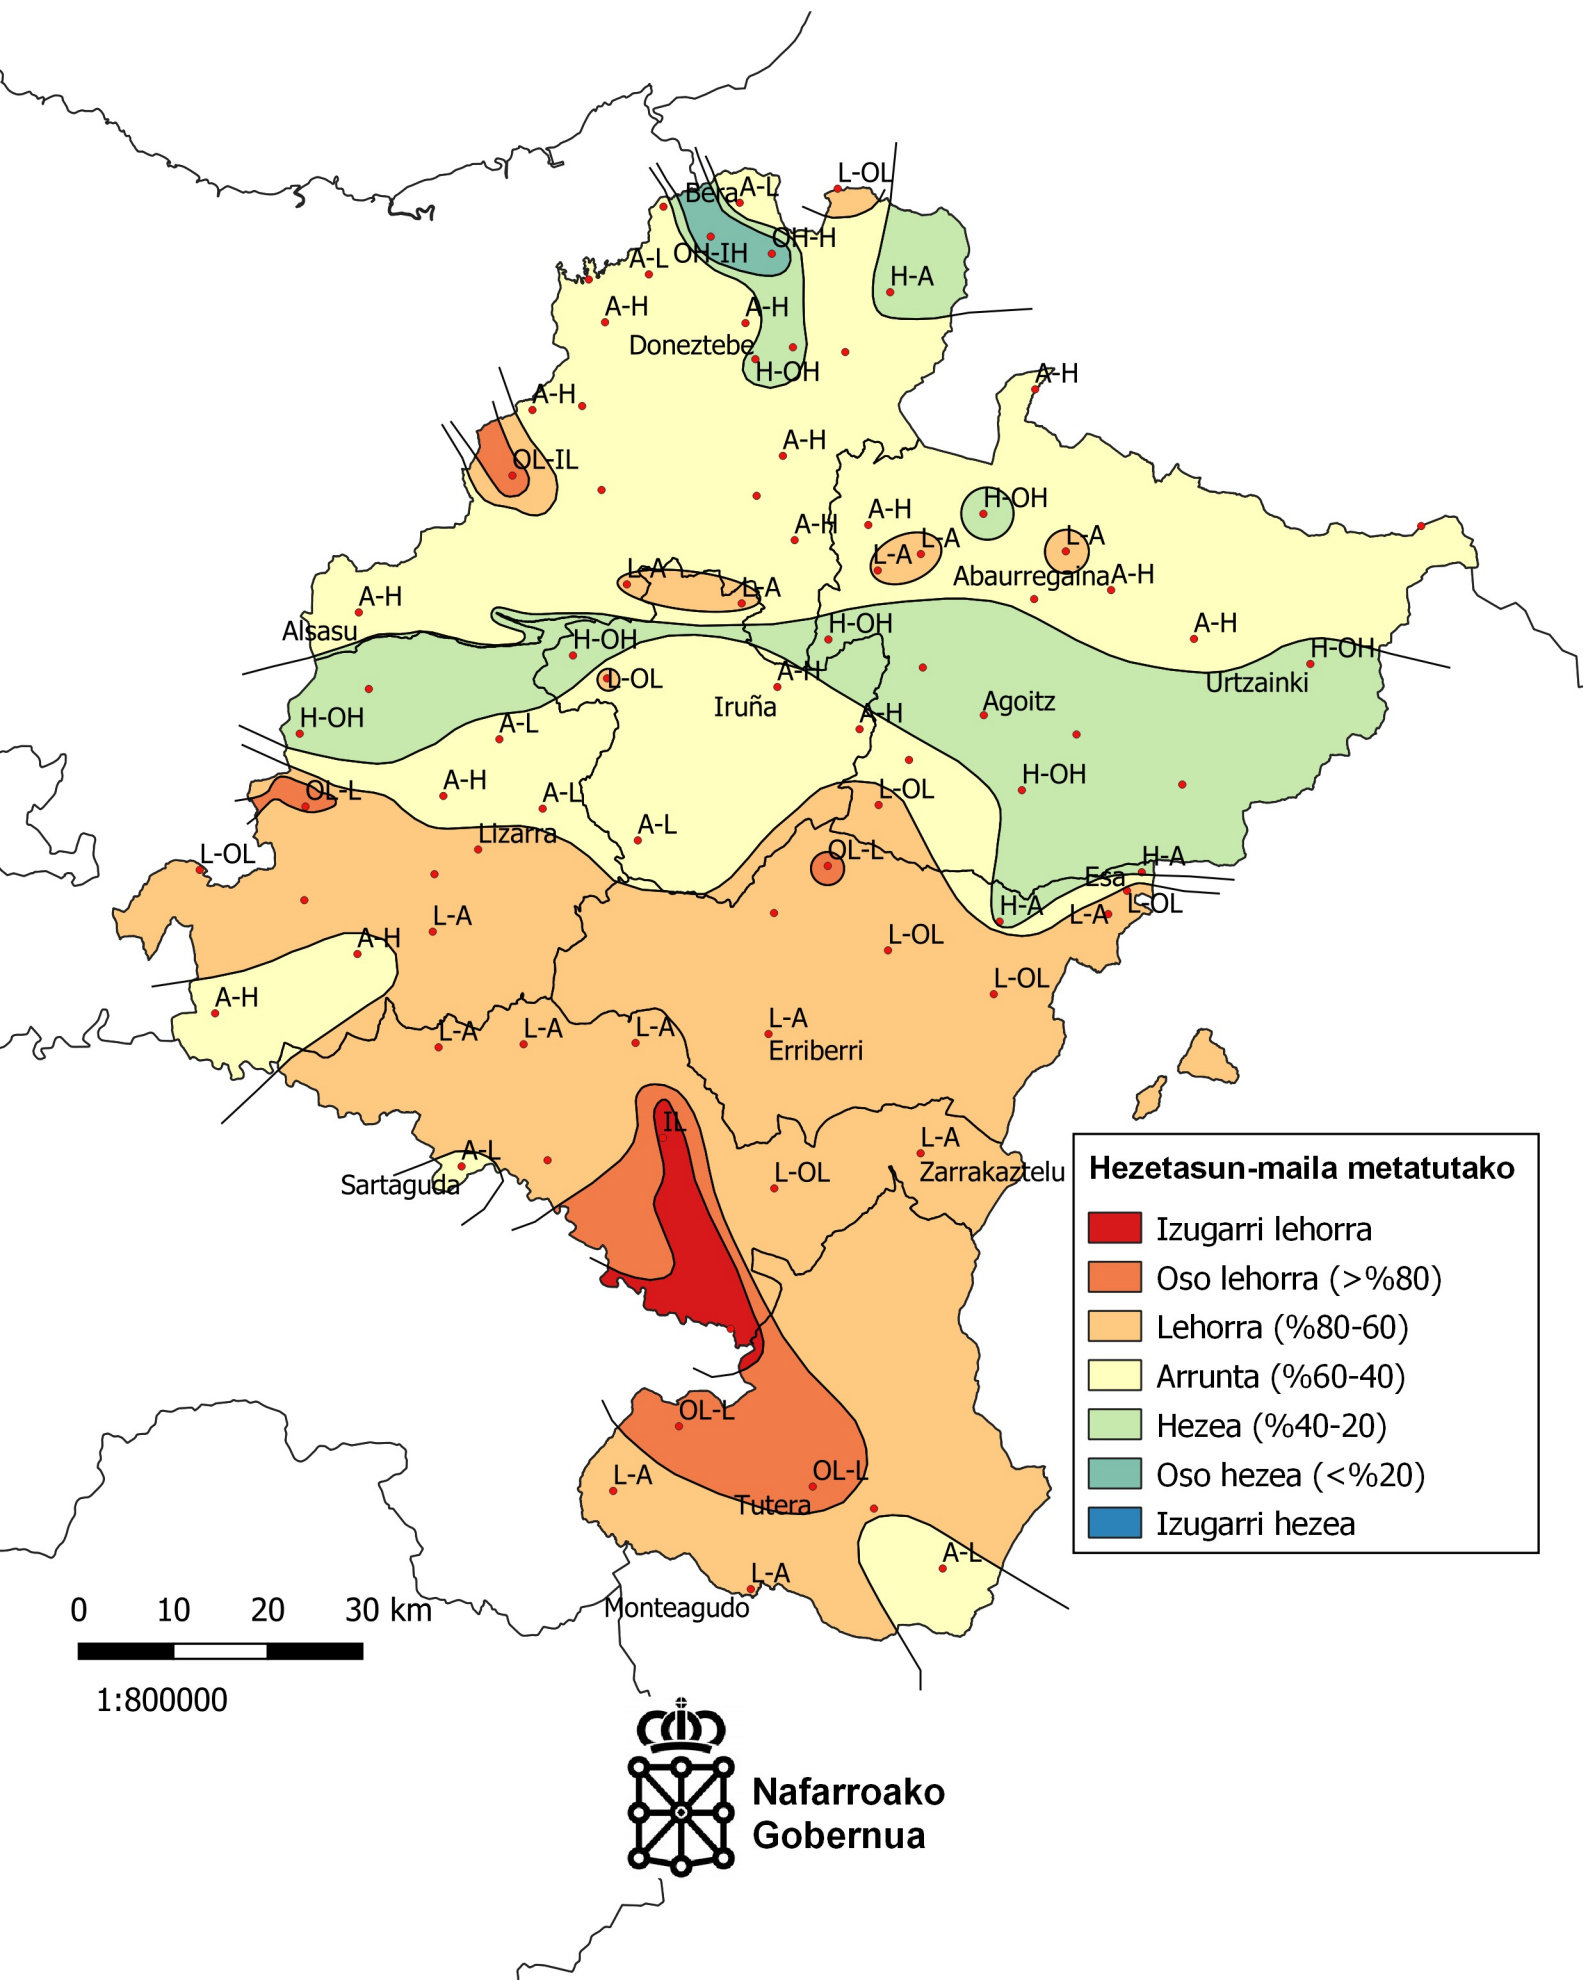 L-OL
Bera
A-L
OH-H
A-L
OH-IH
H-A
A-H
A-H
Doneztebe
H-OH
A-H
A-H
A-H
OL-IL
H-OH
A-H
A-H
L-A
L-A
L-A
Abaurregaina
A-H
L-A
L-A
A-H
Alsasu
H-OH
H-OH
A-H
H-OH
L-OL
A-H
Urtzainki
Iruña
Agoitz
H-OH
A-L
A-H
H-OH
A-H
A-L
L-OL
OL-L
Lizarra
A-L
OL-L
L-OL
H-A
Esa
L-OL
H-A
L-A
L-A
A-H
L-OL
L-OL
A-H
L-A
L-A
L-A
L-A
Erriberri
IL
L-A
Zarrakaztelu
A-L
Sartaguda
L-OL
Hezetasun-maila metatutako
Izugarri lehorra
Oso lehorra (>%80)
Lehorra (%80-60)
Arrunta (%60-40)
Hezea (%40-20)
Oso hezea (<%20)
Izugarri hezea
OL-L
L-A
OL-L
Tutera
A-L
L-A
Monteagudo
0 10 20 30 km
1:800000
Nafarroako
Gobernua